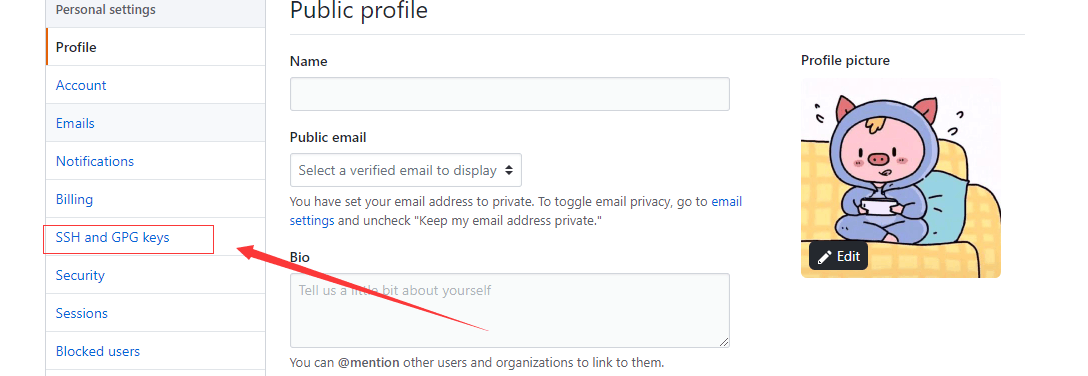 Personal settings
Profile
Account
Emails
Notifications
Billing
SSH and GPG keys
Security
Sessions
Blocked users
Public profile
Name
Public email
Select a verified email to display
You have set your email address to private. To toggle email privacy, go to email
settings and uncheck "Keep my email address private."
Bio
Tell us a little bit about yourself
You can @mention other users and organizations to link to them.
Profile picture
Edit